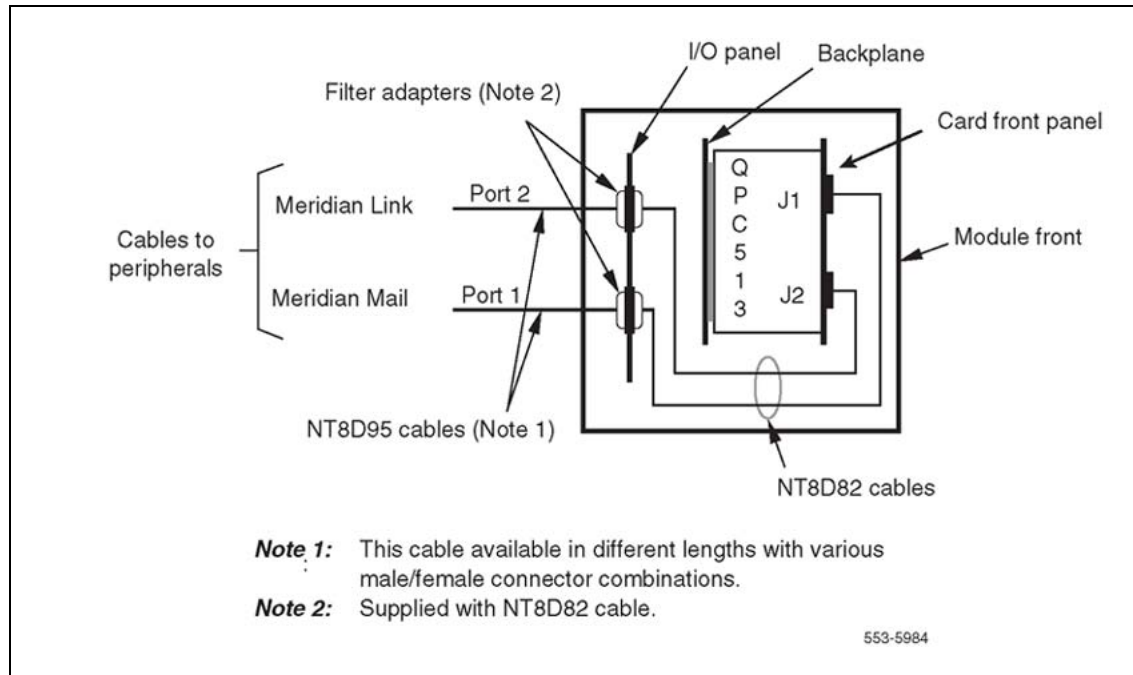 I/O panel
Backplane
Filter adapters (Note 2)
Card front panel
Q
P
C
5
1
3
J1
J2
Port 2
Meridian Link
Cables to
peripherals
Module front
Port 1
Meridian Mail
NT8D95 cables (Note 1)
NT8D82 cables
Note 1: This cable available in different lengths with various
male/female connector combinations.
Note 2: Supplied with NT8D82 cable.
553-5984